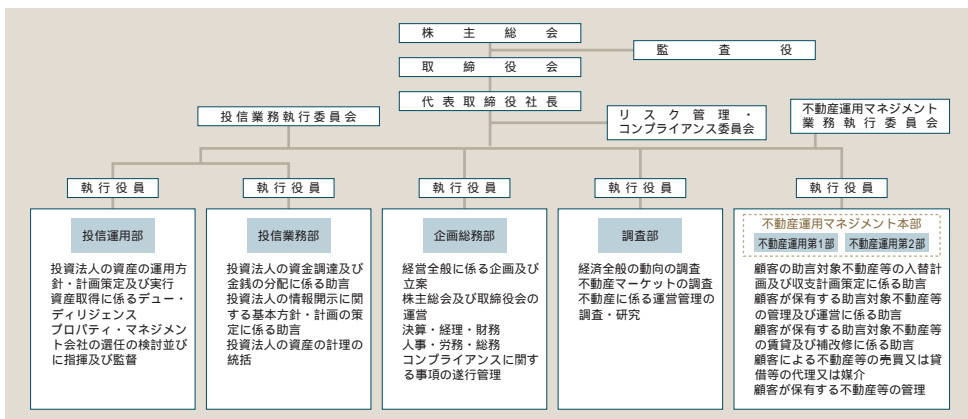 株主総会
監査役
取締役会
代表取締役社長
投信業務執行委員会
リスク管理・
コンプライアンス委員会
不動産運用マネジメント
業務執行委員会
執行役員
執行役員
執行役員
執行役員
執行役員
投信運用部
投資法人の資産の運用方
針・計画策定及び実行
資産取得に係るデュー・
ディリジェンス
プロパティ・マネジメン
ト会社の選任の検討並び
に指揮及び監督
投信業務部
投資法人の資金調達及び
金銭の分配に係る助言
投資法人の情報開示に関
する基本方針・計画の策
定に係る助言
投資法人の資産の計理の
統括
企画総務部
経営全般に係る企画及び
立案
株主総会及び取締役会の
運営
決算・経理・財務
人事・労務・総務
コンプライアンスに関す
る事項の遂行管理
調査部
経済全般の動向の調査
不動産マーケットの調査
不動産に係る運営管理の
調査・研究
不動産運用マネジメント本部
不動産運用第1部 不動産運用第2部
顧客の助言対象不動産等の入替計
画及び収支計画策定に係る助言
顧客が保有する助言対象不動産等
の管理及び運営に係る助言
顧客が保有する助言対象不動産等
の賃貸及び補改修に係る助言
顧客による不動産等の売買又は貸
借等の代理又は媒介
顧客が保有する不動産等の管理